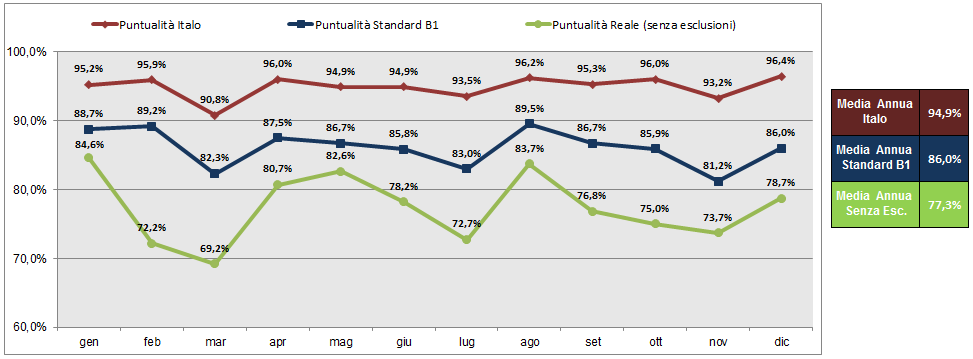 Puntualità Italo
Puntualità Standard B1
Puntualità Reale (senza esclusioni)
100,0%
90,0%
80,0%
70,0%
60,0%
95,2%
95,9%
90,8%
96,0%
94,9%
94,9%
93,5%
96,2%
95,3%
96,0%
93,2%
96,4%
88,7%
89,2%
82,3%
87,5%
86,7%
85,8%
83,0%
89,5%
86,7%
85,9%
81,2%
86,0%
84,6%
72,2%
69,2%
80,7%
82,6%
78,2%
72,7%
83,7%
76,8%
75,0%
73,7%
78,7%
gen
feb
mar
apr
mag
giu
lug
ago
set
ott
nov
dic
Media Annua
Italo
94,9%
Media Annua
Standard B1
86,0%
Media Annua
Senza Esc.
77,3%